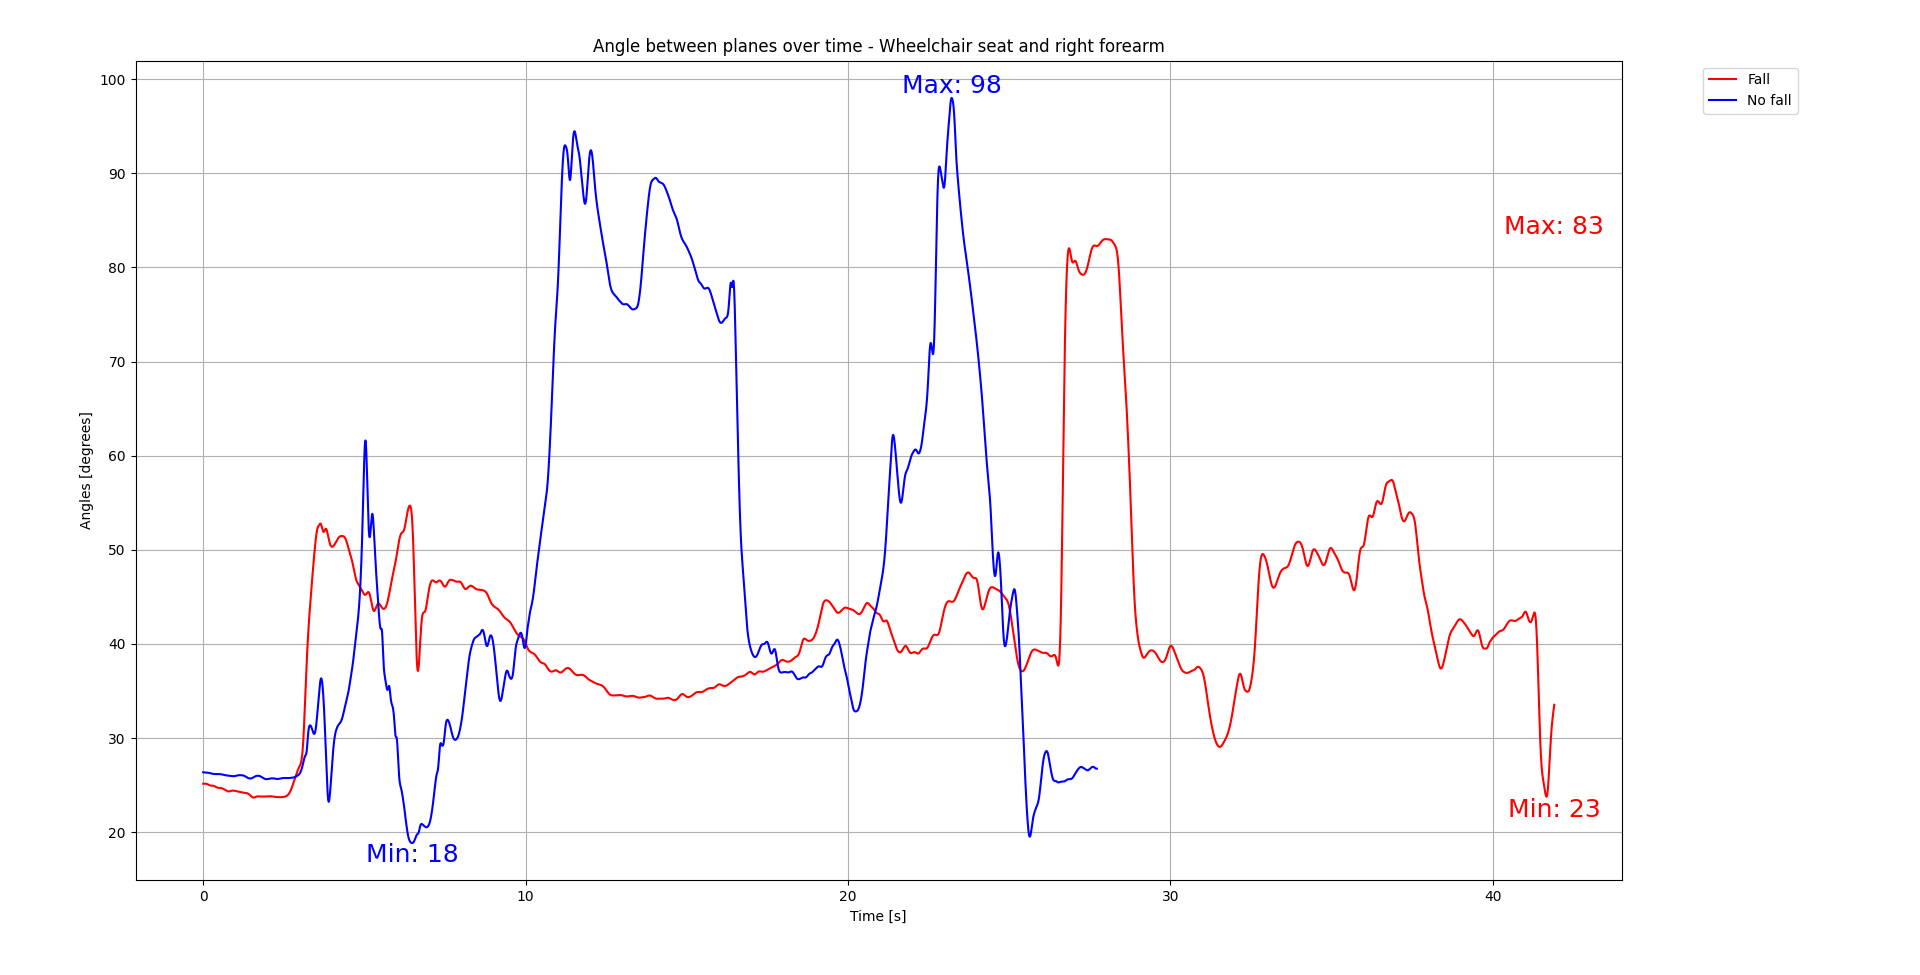 Angle between planes over time - Wheelchair seat and right forearm
Fall
No fall
Max: 98
Max: 83
Min: 23
Min: 18
100
90
80
70
60
50
40
30
20
Angles [degrees]
0 10 20 30 40
Time [s]